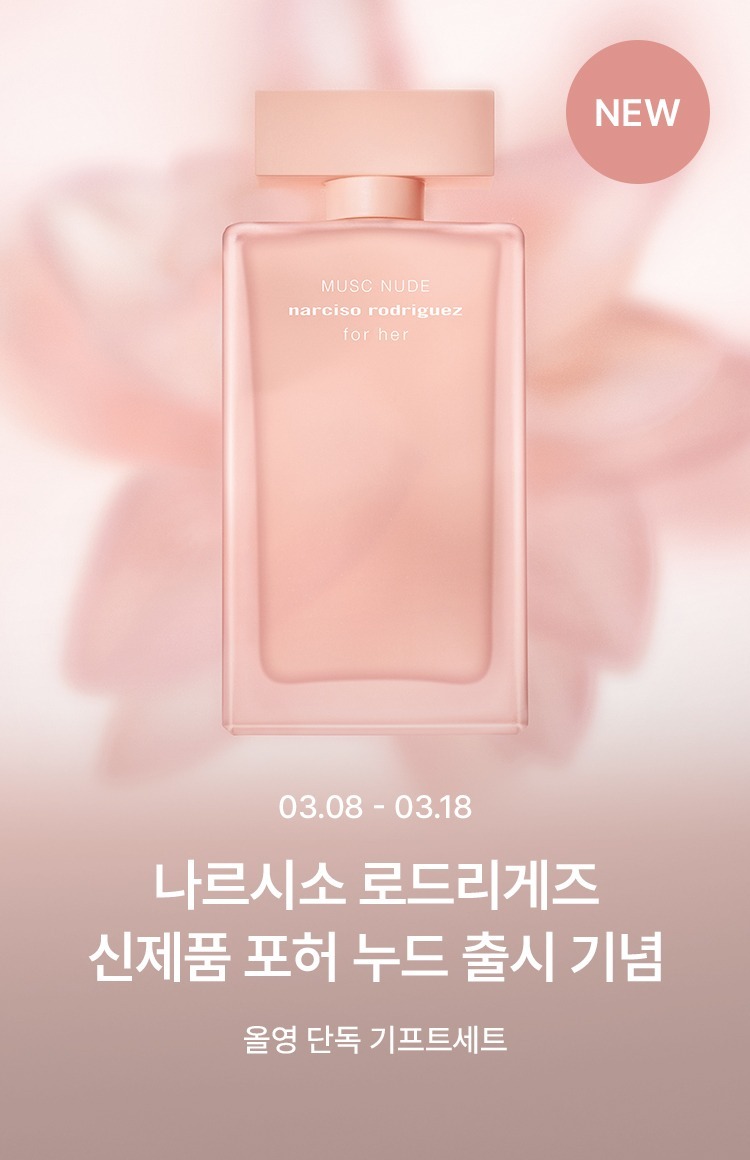 NEW
MUSC NUDE
narciso rodriguez
for her
03.08 - 03.18
나르시소 로드리게즈
신제품 포허 누드 출시 기념
올영 단독 기프트세트